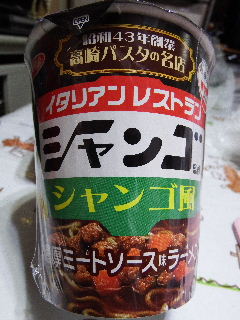 昭和43年創業
高崎パスタの名店
イタリアンレストラン
シャンゴ
シャンゴ風
ミートソース味ラーメン